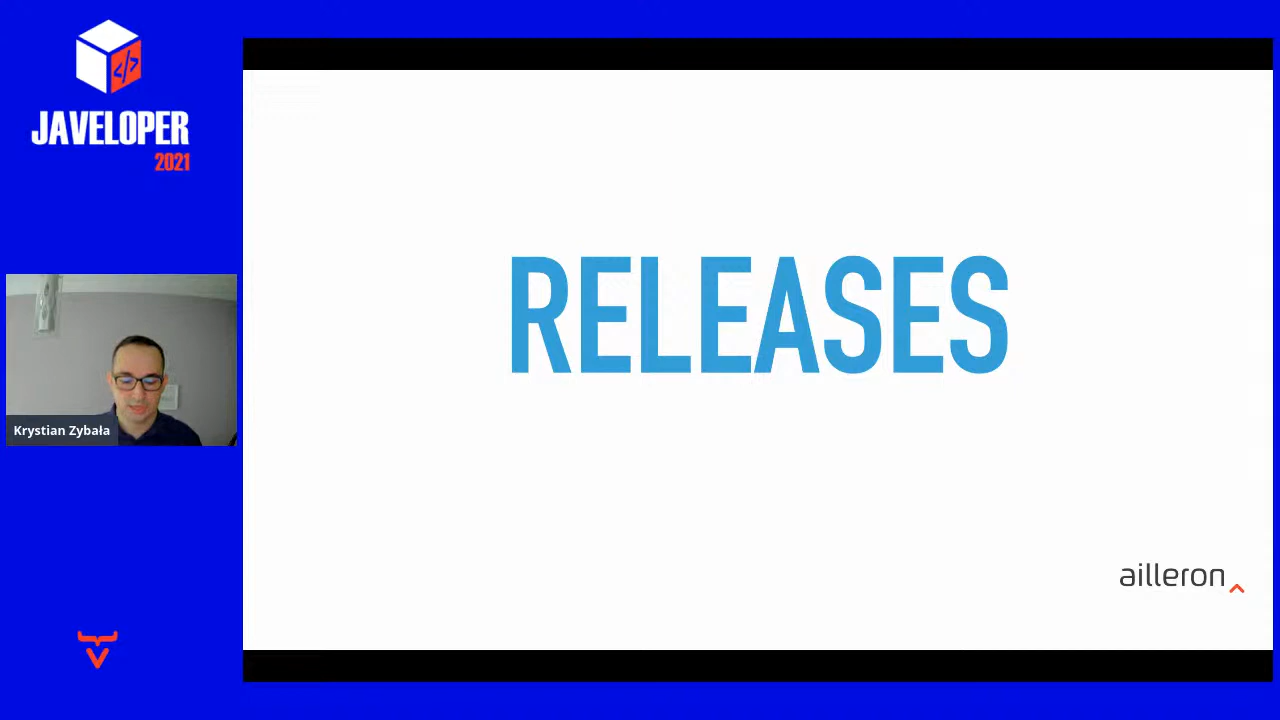 </>
JAVELOPER
2021
Krystian Zybała
RELEASES
ailleron